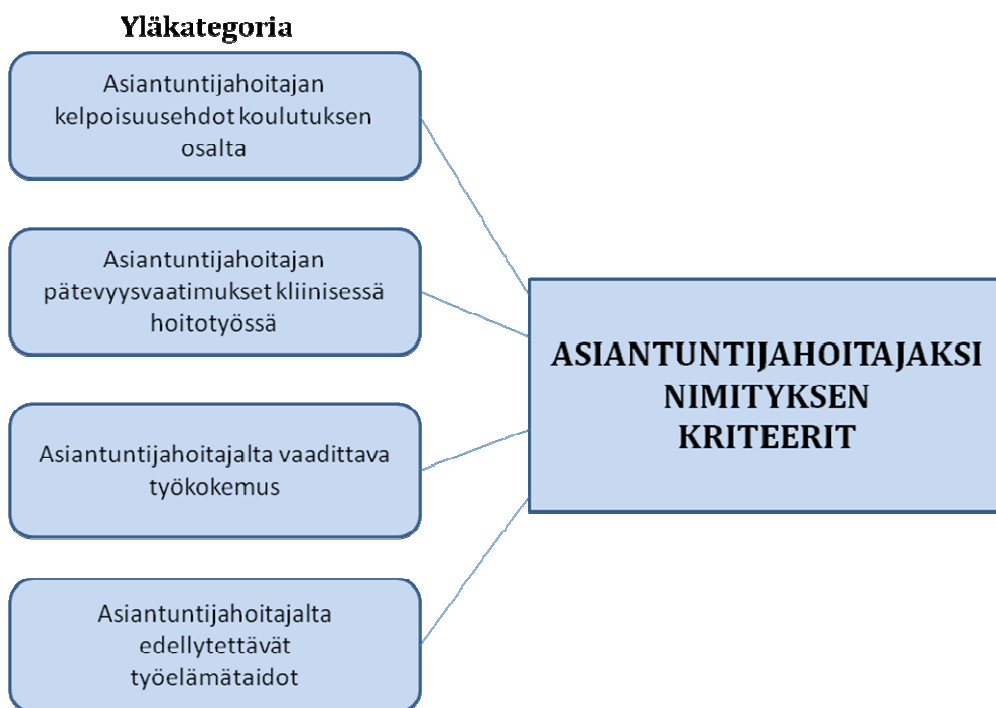 Yläkategoria
Asiantuntijahoitajan
kelpoisuusehdot koulutuksen
osalta
Asiantuntijahoitajan
pätevyysvaatimukset kliinisessä
hoitotyössä
Asiantuntijahoitajalta vaadittava
työkokemus
Asiantuntijahoitajalta
edellytettävät
työelämätaidot
ASIANTUNTIJAHOITAJAKSI
NIMITYKSEN
KRITEERIT